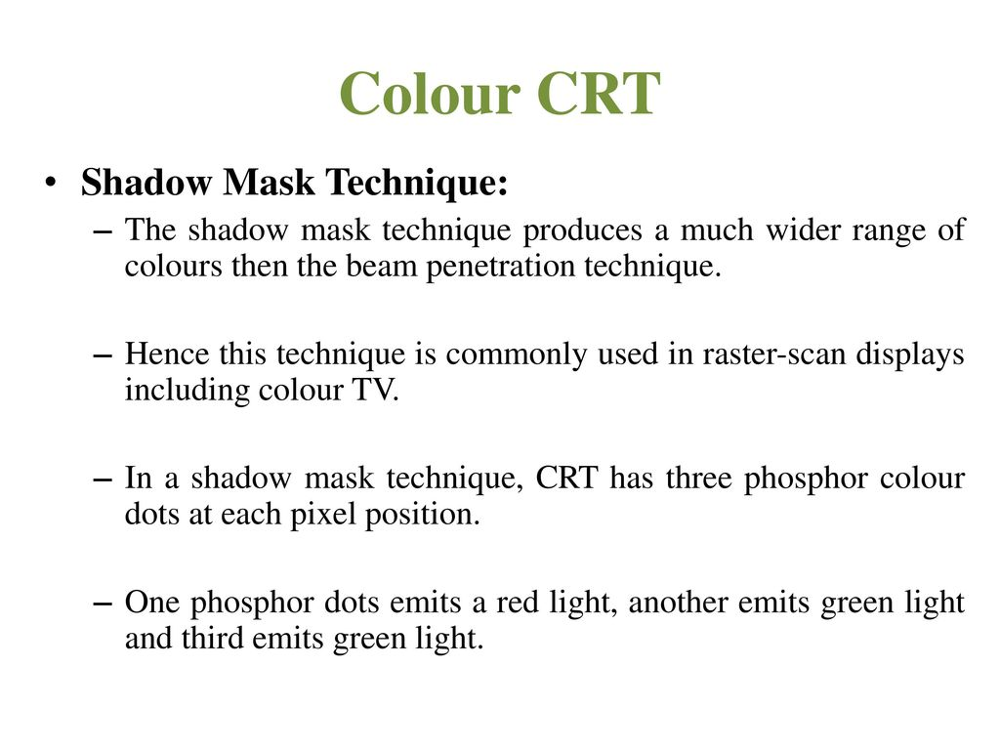 Colour CRT
• Shadow Mask Technique:
– The shadow mask technique produces a much wider range of
colours then the beam penetration technique.
– Hence this technique is commonly used in raster-scan displays
including colour TV.
– In a shadow mask technique, CRT has three phosphor colour
dots at each pixel position.
– One phosphor dots emits a red light, another emits green light
and third emits green light.